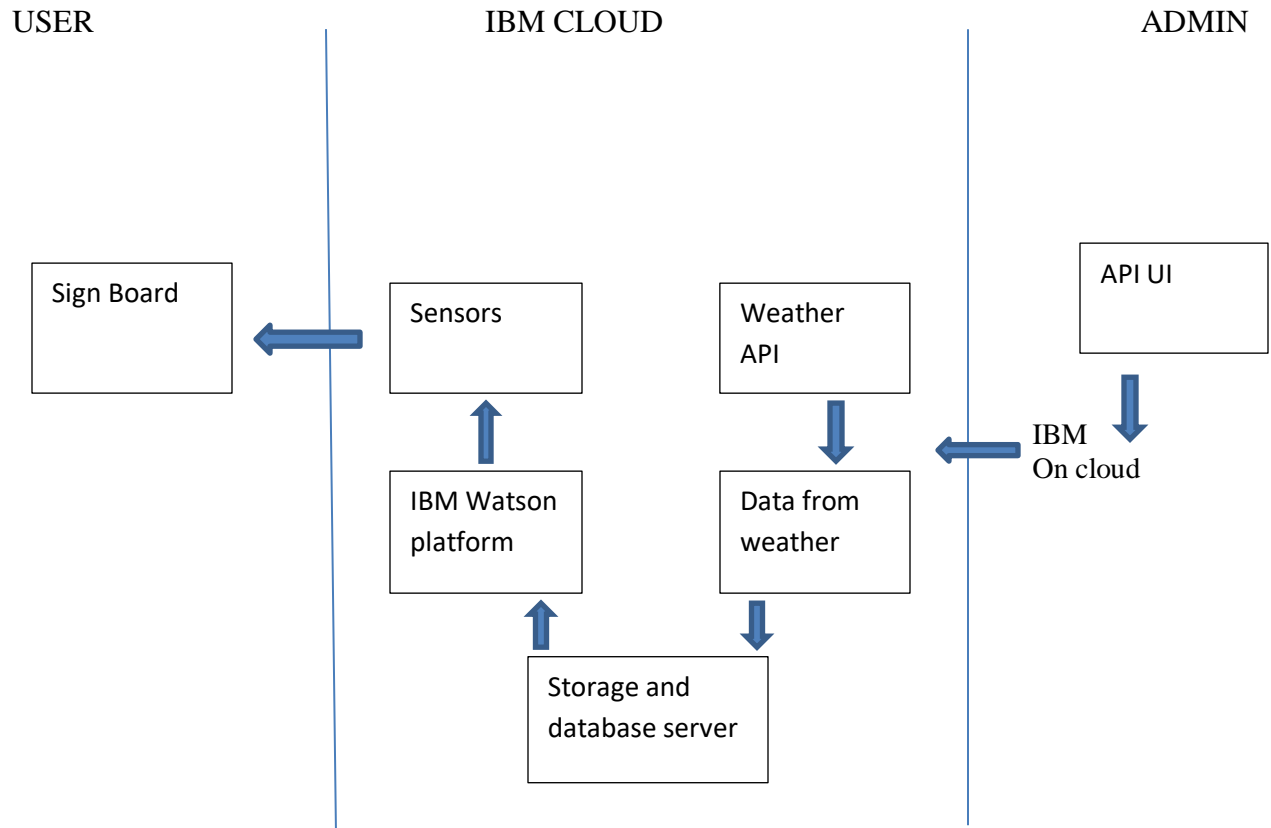 USER
IBM CLOUD
ADMIN
Sign Board
Sensors
Weather
API
API UI
IBM Watson
platform
Data from
weather
IBM
On cloud
Storage and
database server